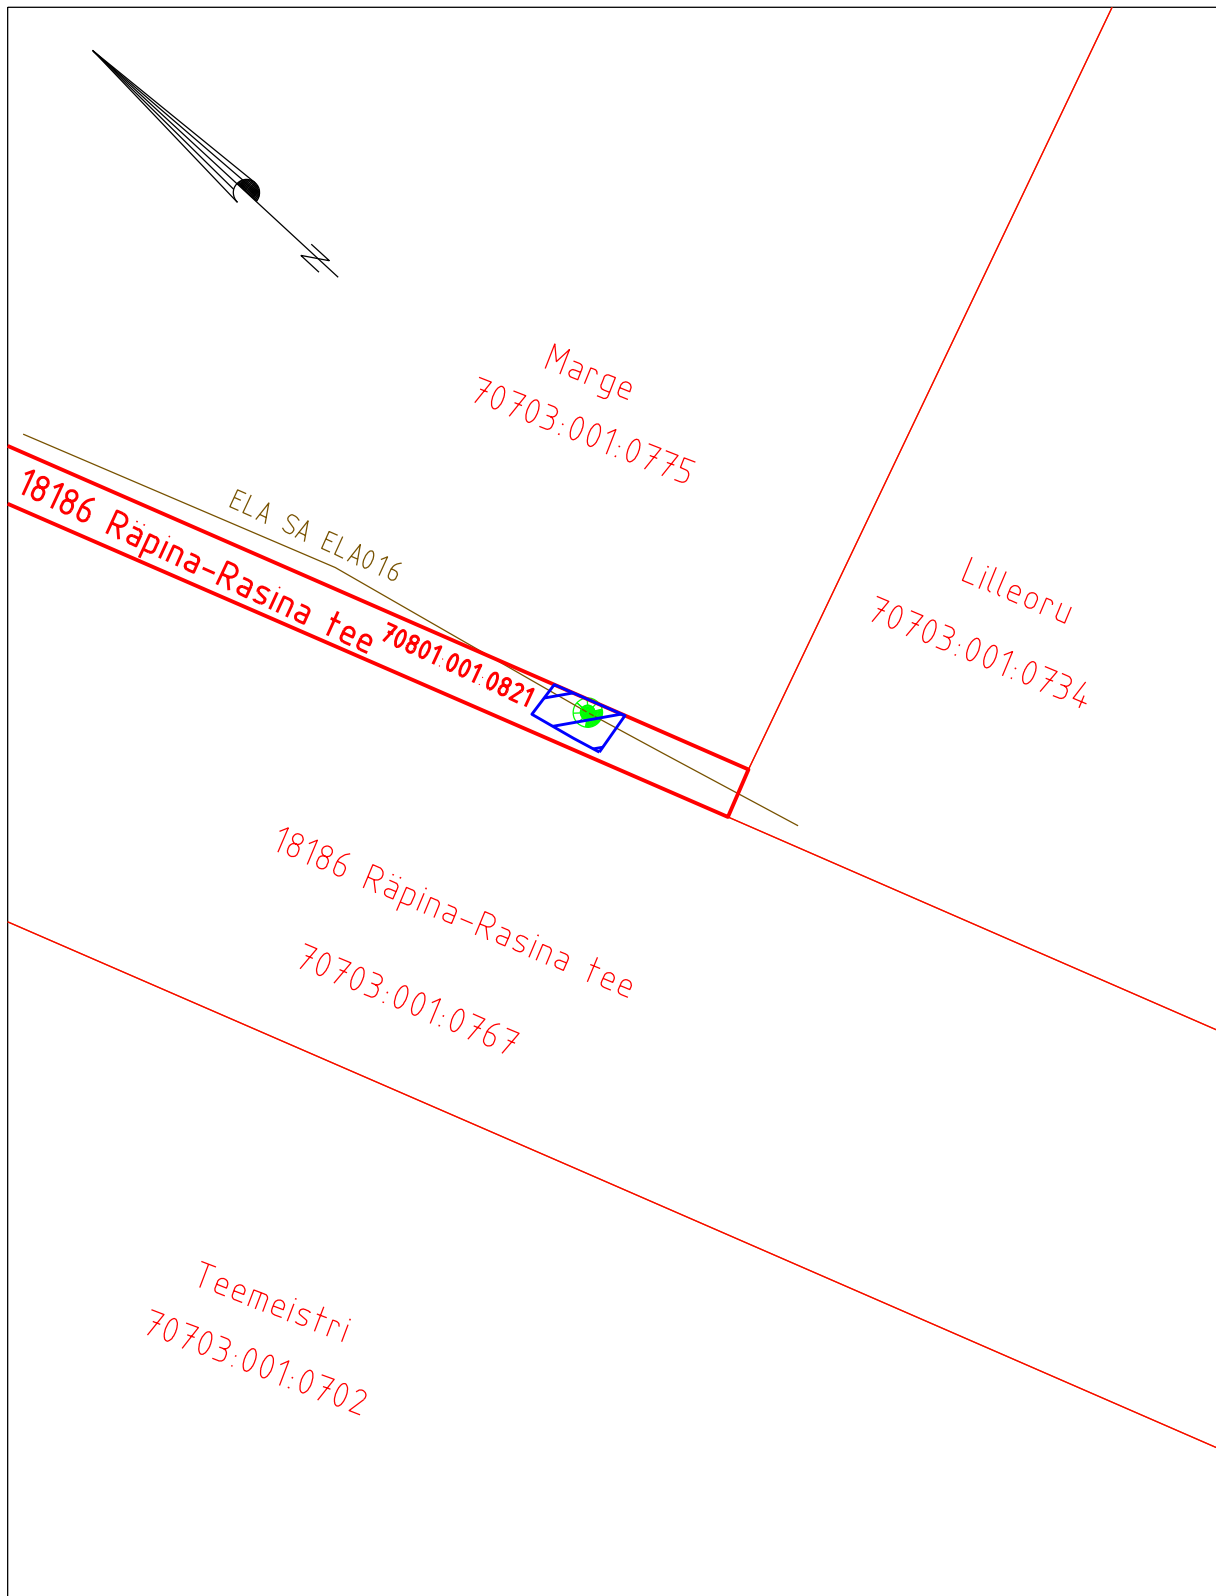 N
Marge
70703:001:0775
ELA SA ELA016
18186 Räpina-Rasina tee 70801:001:0821
Lilleoru
70703:001:0734
18186 Räpina-Rasina tee
70703:001:0767
Teemeistri
70703:001:0702